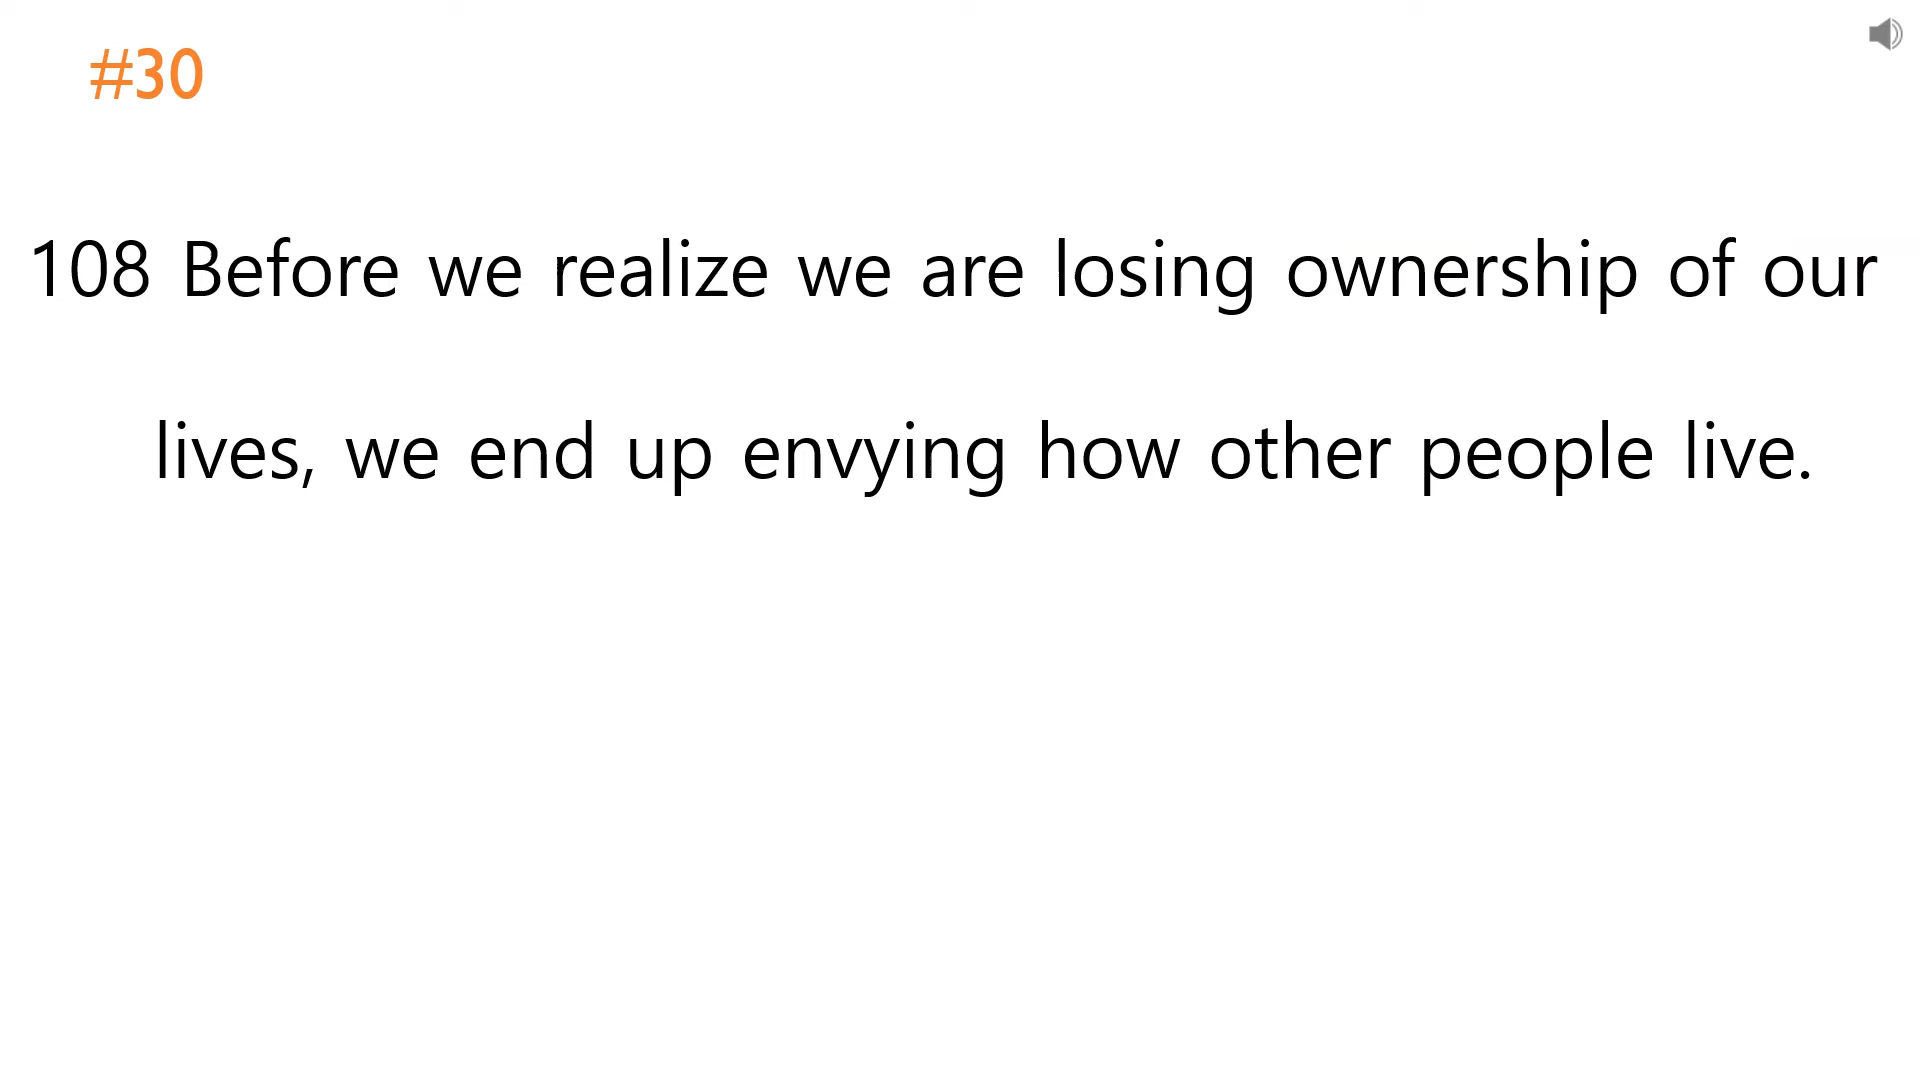 #30
108 Before we realize we are losing ownership of our
lives, we end up envying how other people live.